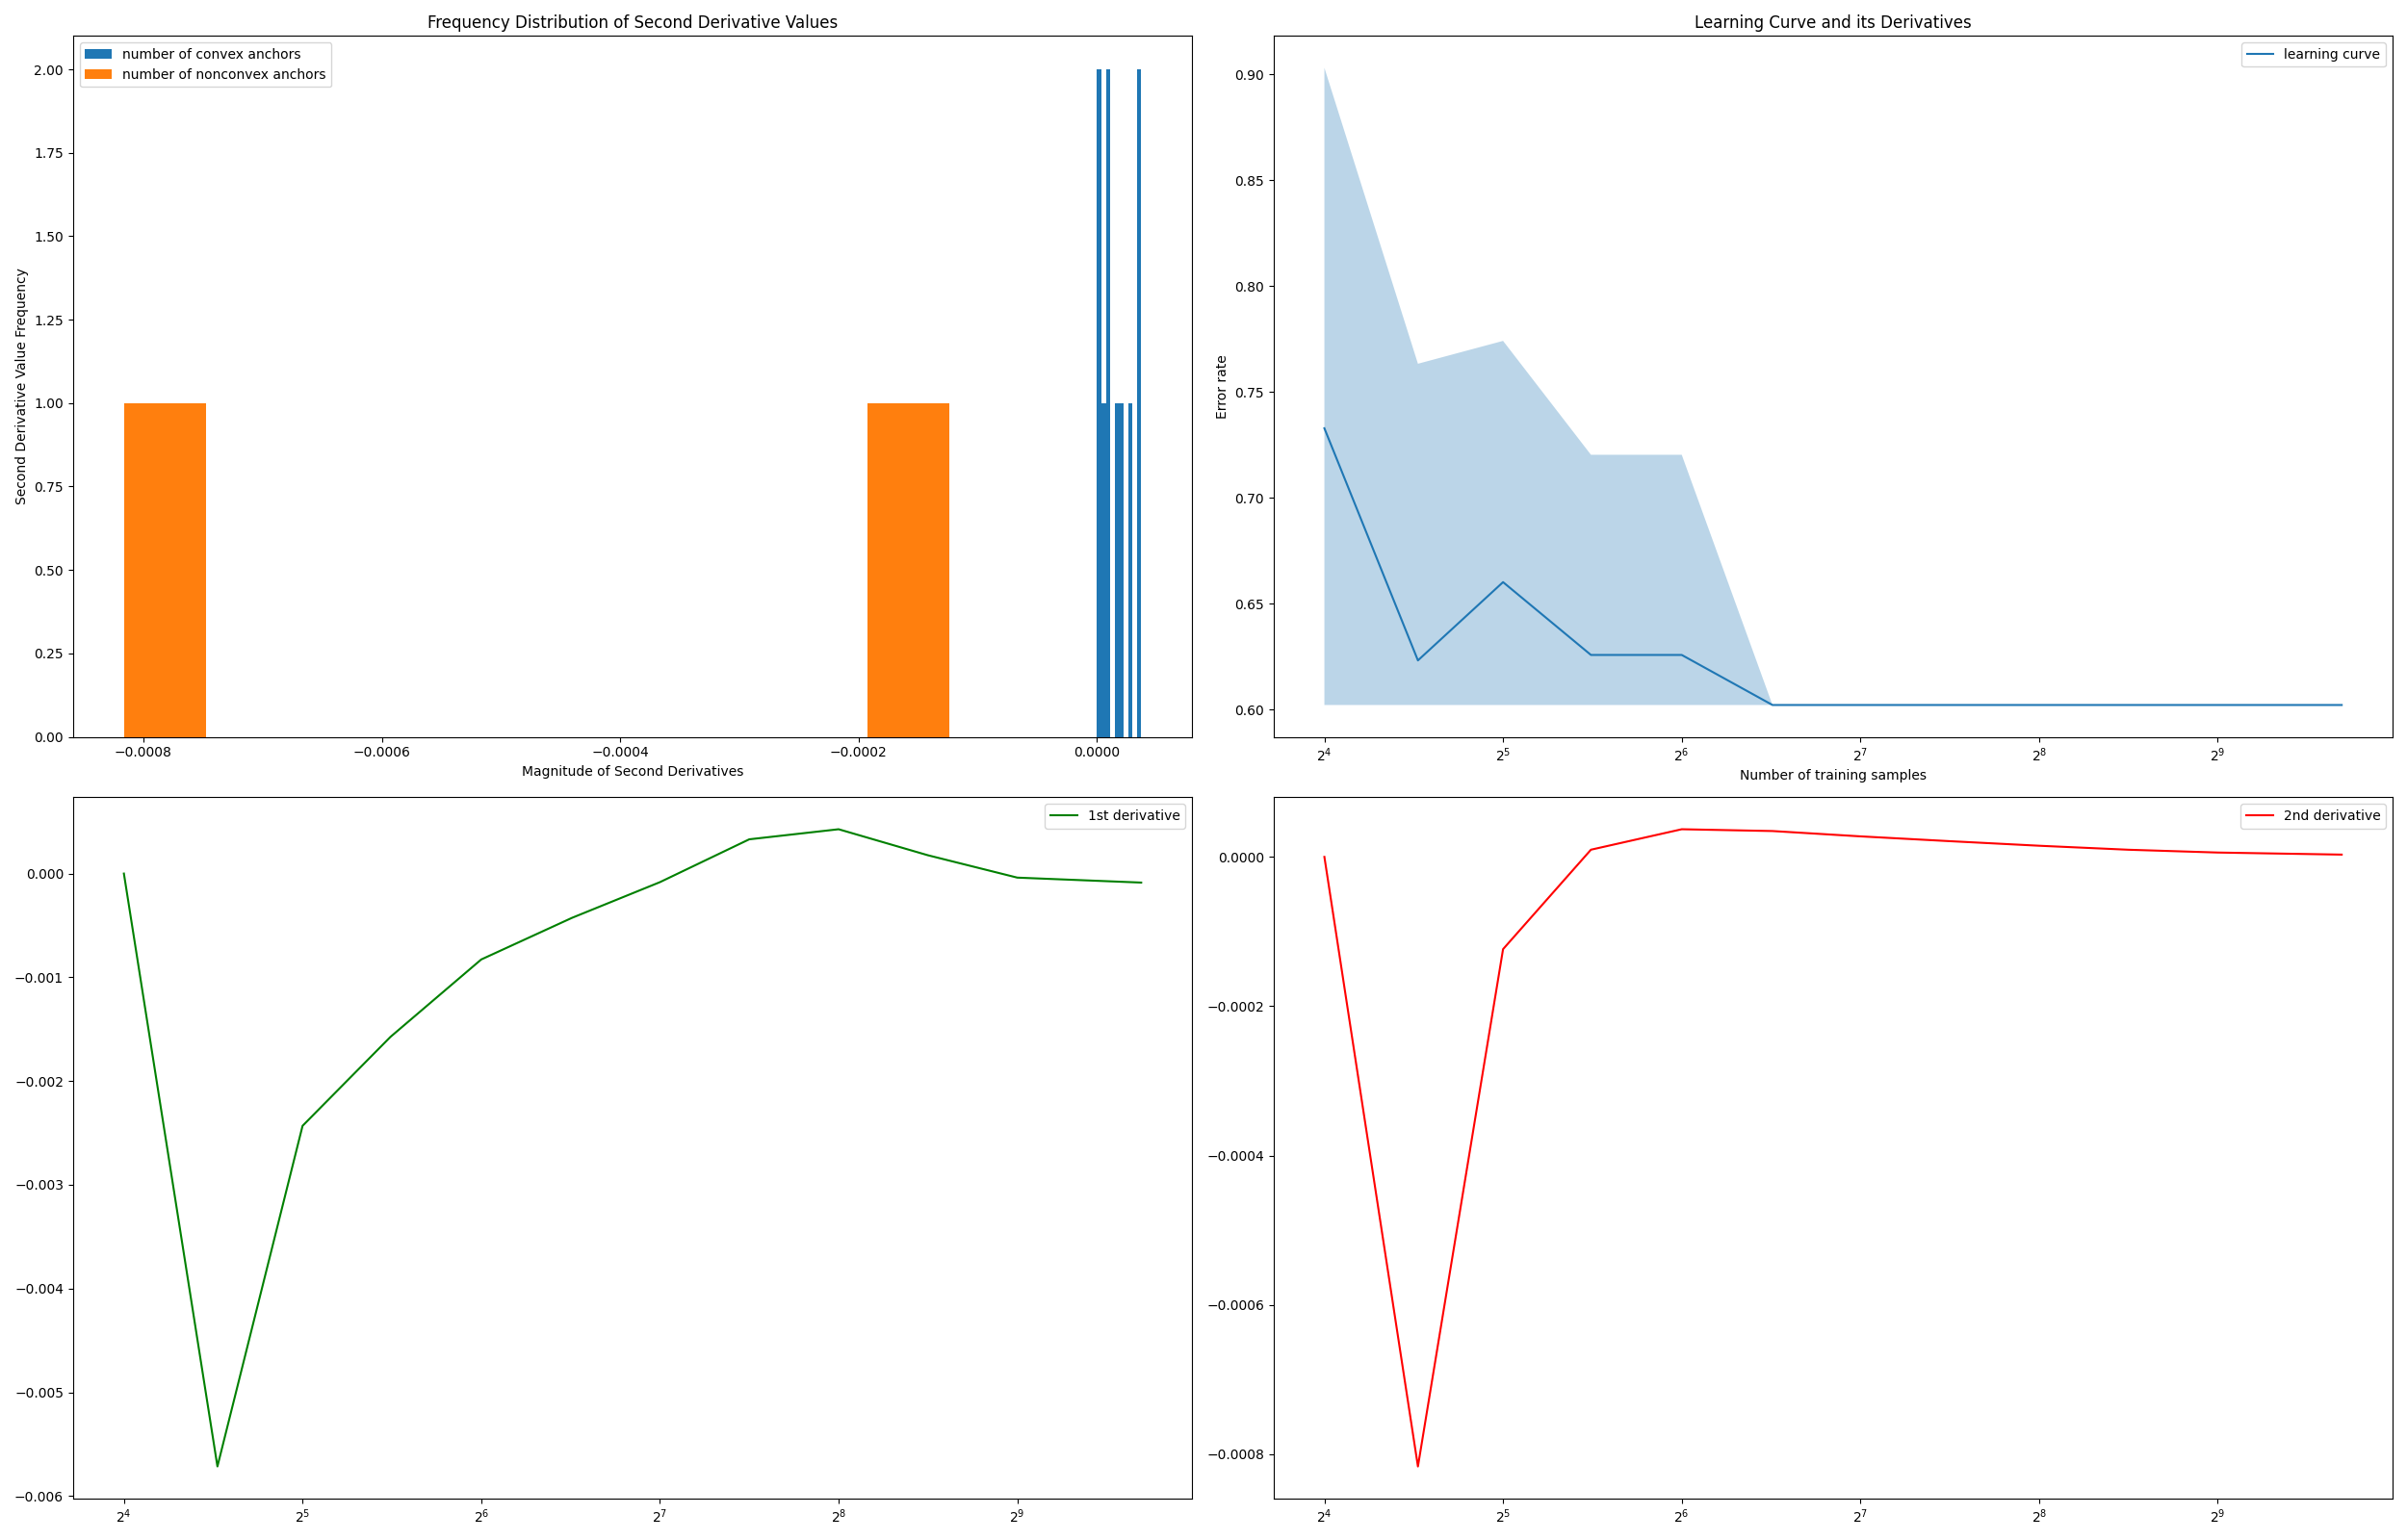 Frequency Distribution of Second Derivative Values
number of convex anchors
number of nonconvex anchors
Second Derivative Value Frequency
2.00
1.75
1.50
1.25
1.00
0.75
0.50
0.25
0.00
−0.0008 −0.0006 −0.0004 −0.0002 0.0000
Magnitude of Second Derivatives
Learning Curve and its Derivatives
learning curve
Error rate
0.90
0.85
0.80
0.75
0.70
0.65
0.60
2⁴ 2⁵ 2⁶ 2⁷ 2⁸ 2⁹
Number of training samples
1st derivative
0.000
−0.001
−0.002
−0.003
−0.004
−0.005
−0.006
2⁴ 2⁵ 2⁶ 2⁷ 2⁸ 2⁹
2nd derivative
0.0000
−0.0002
−0.0004
−0.0006
−0.0008
2⁴ 2⁵ 2⁶ 2⁷ 2⁸ 2⁹